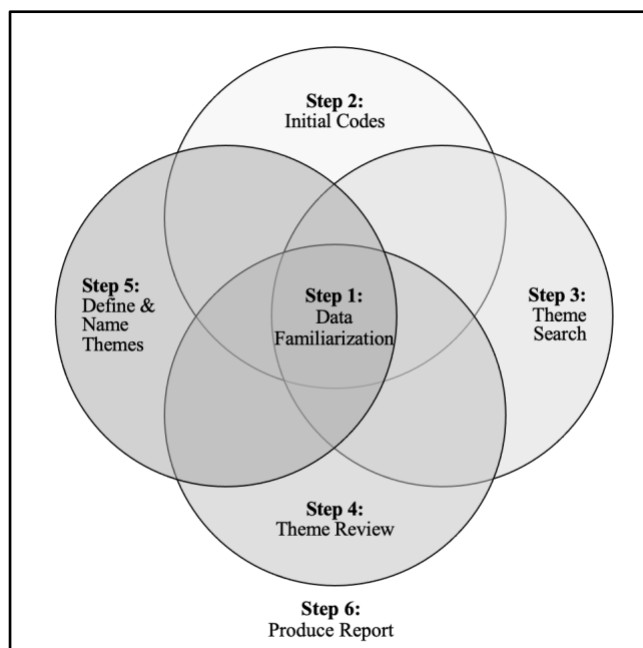 Step 2:
Initial Codes
Step 5:
Define &
Name
Themes
Step 1:
Data
Familiarization
Step 3:
Theme
Search
Step 4:
Theme Review
Step 6:
Produce Report